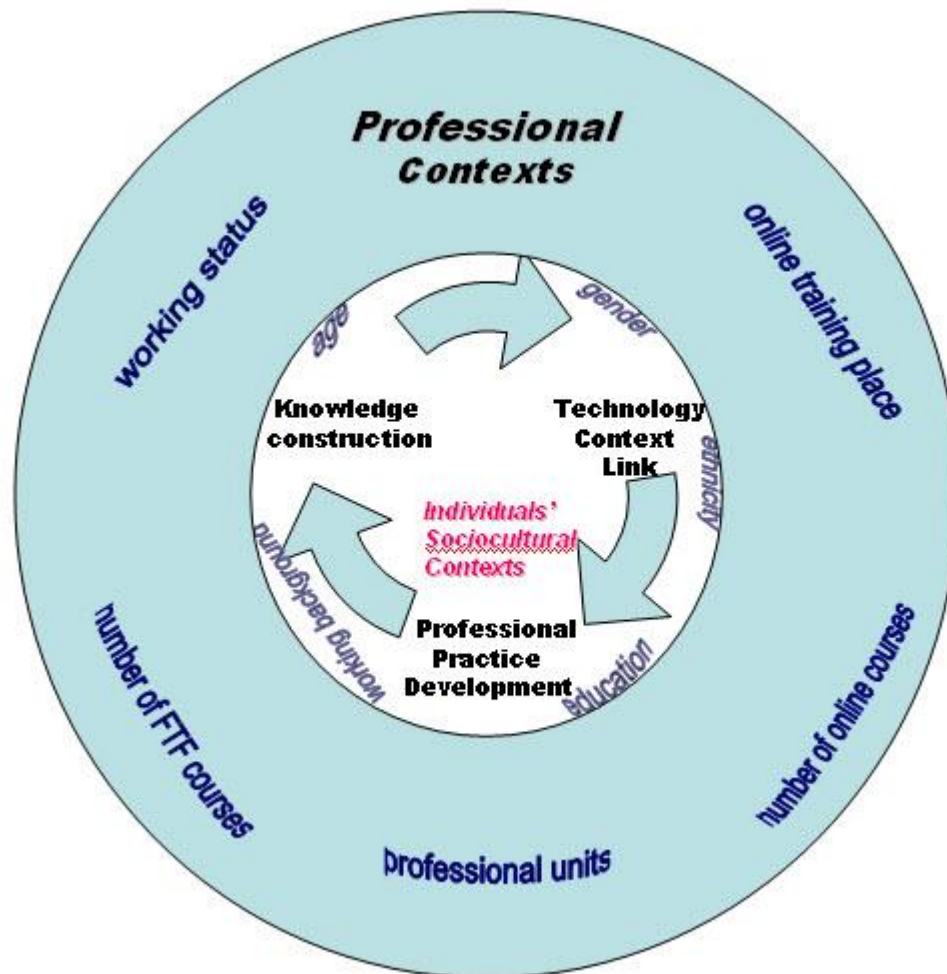 Professional
Contexts
working status
online training place
age
gender
Knowledge
construction
Technology
Context
Link
ethnicity
Individuals'
Sociocultural
Contexts
working background
Professional
Practice
Development
education
number of FTF courses
number of online courses
professional units